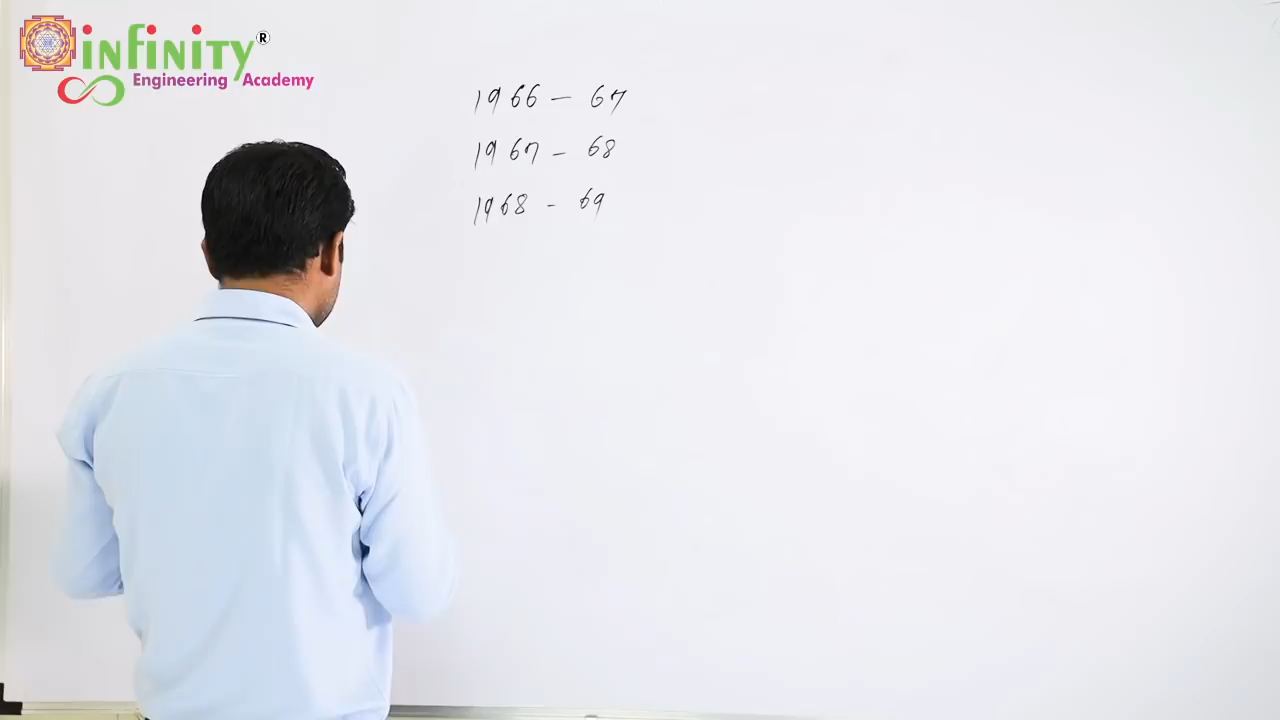 infinity®
Engineering Academy
1966 - 67
1967 - 68
1968 - 69